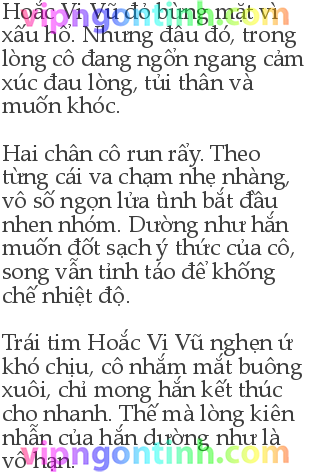 Hoắc Vị Vũ đỏ bừng mặt vì
xấu hổ. Nhưng đâu đó, trong
lòng cô đang ngổn ngang cảm
xúc đau lòng, tủi thân và
muốn khóc.
Hai chân cô run rẩy. Theo
từng cái va chạm nhẹ nhàng,
vô số ngọn lửa tình bắt đầu
nhen nhóm. Dường như hắn
muốn đốt sạch ý thức của cô,
song vẫn tỉnh táo để khống
chế nhiệt độ.
Trái tim Hoắc Vị Vũ nghẹn ứ
khó chịu, cô nhắm mắt buông
xuôi, chỉ mong hắn kết thúc
cho nhanh. Thế mà lòng kiên
nhẫn của hắn dường như là
vô hạn.
vipngontinh.com
vipngontinh.com